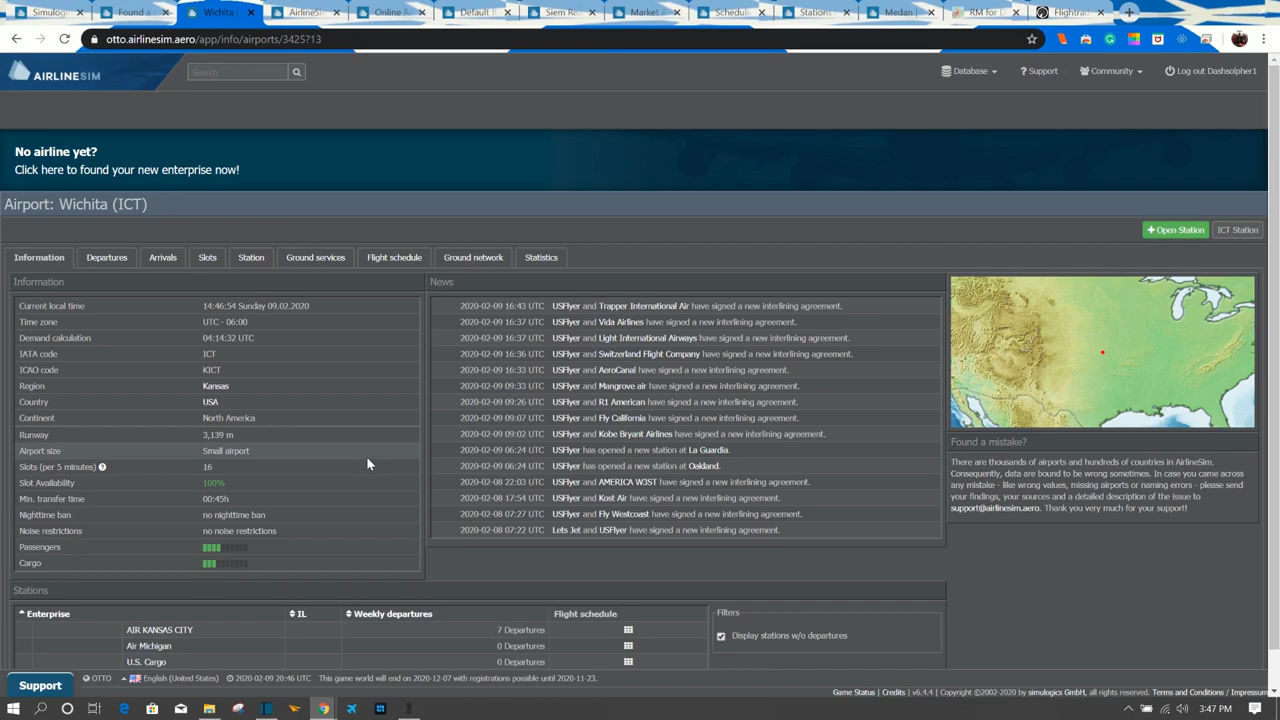 Simulog
Found a
Wichita
AirlineSi
Online R
Default
Siem Re
Market
Schedul
Stations
Medan
RM for
Flightra
otto.airlinesim.aero/app/info/airports/3425?13
AIRLINESIM
Search
Database
? Support
Community
Log out Dashsolpher1
No airline yet?
Click here to found your new enterprise now!
Airport: Wichita (ICT)
+ Open Station
ICT Station
Information
Departures
Arrivals
Slots
Station
Ground services
Flight schedule
Ground network
Statistics
Information
Current local time 14:46:54 Sunday 09.02.2020
Time zone UTC - 06:00
Demand calculation 04:14:32 UTC
IATA code ICT
ICAO code KICT
Region Kansas
Country USA
Continent North America
Runway 3,139 m
Airport size Small airport
Slots (per 5 minutes) ? 16
Slot Availability 100%
Min. transfer time 00:45h
Nighttime ban no nighttime ban
Noise restrictions no noise restrictions
Passengers
Cargo
News
2020-02-09 16:43 UTC USFlyer and Trapper International Air have signed a new interlining agreement.
2020-02-09 16:37 UTC USFlyer and Vida Airlines have signed a new interlining agreement.
2020-02-09 16:37 UTC USFlyer and Light International Airways have signed a new interlining agreement.
2020-02-09 16:36 UTC USFlyer and Switzerland Flight Company have signed a new interlining agreement.
2020-02-09 16:33 UTC USFlyer and AeroCanal have signed a new interlining agreement.
2020-02-09 09:33 UTC USFlyer and Mangrove air have signed a new interlining agreement.
2020-02-09 09:26 UTC USFlyer and R1 American have signed a new interlining agreement.
2020-02-09 09:07 UTC USFlyer and Fly California have signed a new interlining agreement.
2020-02-09 09:02 UTC USFlyer and Kobe Bryant Airlines have signed a new interlining agreement.
2020-02-09 06:24 UTC USFlyer has opened a new station at La Guardia.
2020-02-09 06:24 UTC USFlyer has opened a new station at Oakland.
2020-02-08 22:03 UTC USFlyer and AMERICA W3ST have signed a new interlining agreement.
2020-02-08 17:54 UTC USFlyer and Kost Air have signed a new interlining agreement.
2020-02-08 07:27 UTC USFlyer and Fly Westcoast have signed a new interlining agreement.
2020-02-08 07:22 UTC Lets Jet and USFlyer have signed a new interlining agreement.
Found a mistake?
There are thousands of airports and hundreds of countries in AirlineSim.
Consequently, data are bound to be wrong sometimes. In case you came across
any mistake - like wrong values, missing airports or naming errors - please send
your findings, your sources and a detailed description of the issue to
support@airlinesim.aero. Thank you very much for your support!
Stations
Enterprise IL Weekly departures Flight schedule
AIR KANSAS CITY 7 Departures
Air Michigan 0 Departures
U.S. Cargo 0 Departures
Filters
Display stations w/o departures
Support
OTTO English (United States) 2020-02-09 20:46 UTC This game world will end on 2020-12-07 with registrations possible until 2020-11-23.
Game Status | Credits | v6.4.4 | Copyright ©2002-2020 by simulogics GmbH, all rights reserved. Terms and Conditions / Impressum
3:47 PM